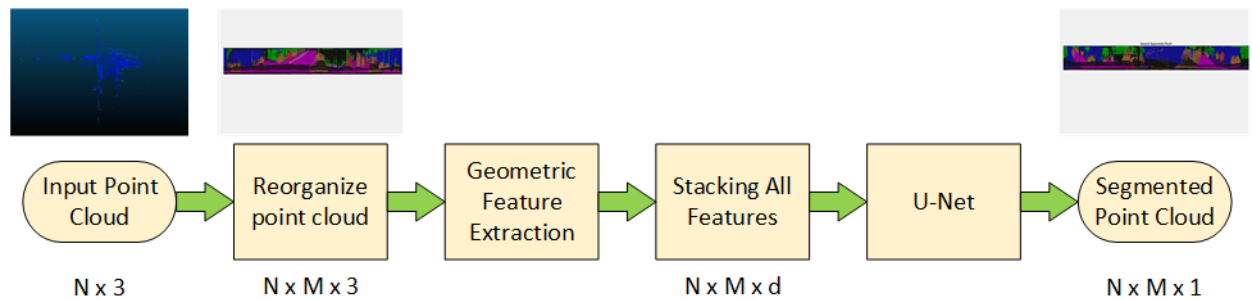 Input Point
Cloud
Reorganize
point cloud
Geometric
Feature
Extraction
Stacking All
Features
U-Net
Segmented
Point Cloud
N x 3
N x M x 3
N x M x d
N x M x 1